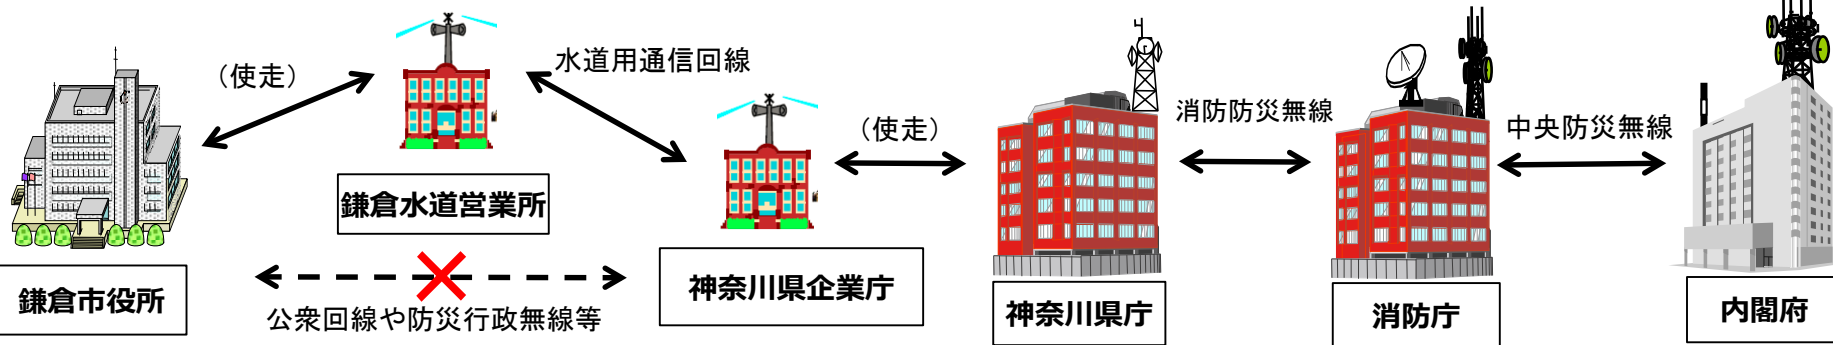 （使走）
水道用通信回線
（使走）
消防防災無線
中央防災無線
鎌倉水道営業所
鎌倉市役所
公衆回線や防災行政無線等
神奈川県企業庁
神奈川県庁
消防庁
内閣府